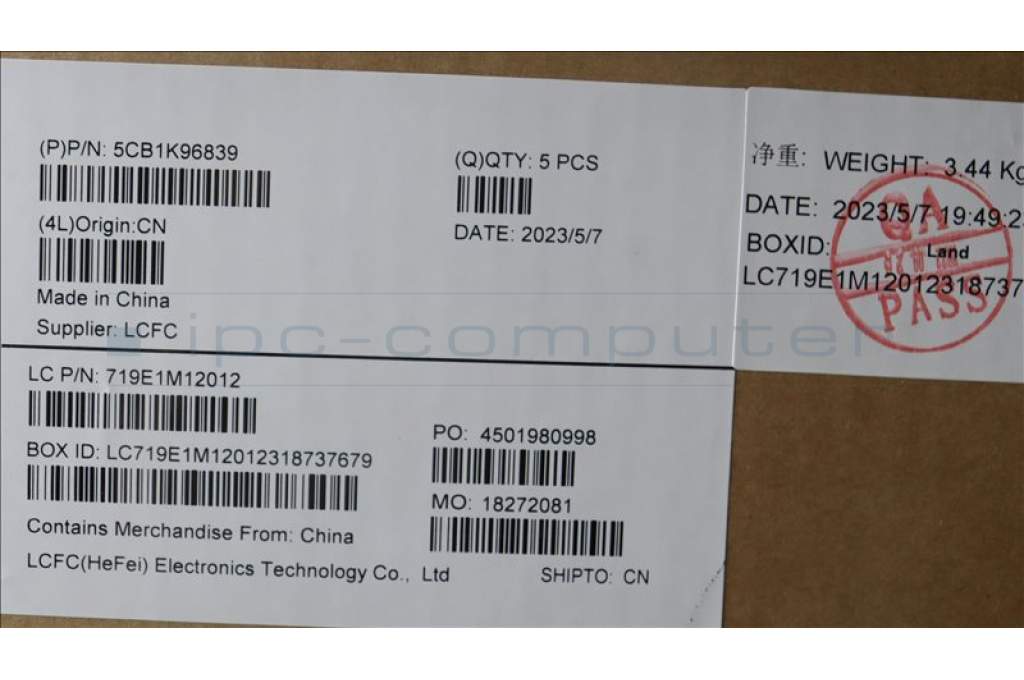 (P)P/N: 5CB1K96839
(Q)QTY: 5 PCS
(4L)Origin:CN
DATE: 2023/5/7
Made in China
Supplier: LCFC
LC P/N: 719E1M12012
PO: 4501980998
BOX ID: LC719E1M12012318737679
MO: 18272081
Contains Merchandise From: China
LCFC(HeFei) Electronics Technology Co., Ltd
SHIPTO: CN
净重: WEIGHT: 3.44 Kg
DATE: 2023/5/7 19:49:2
BOXID: Land
LC719E1M12012318737
QA
PASS
ipc-computer